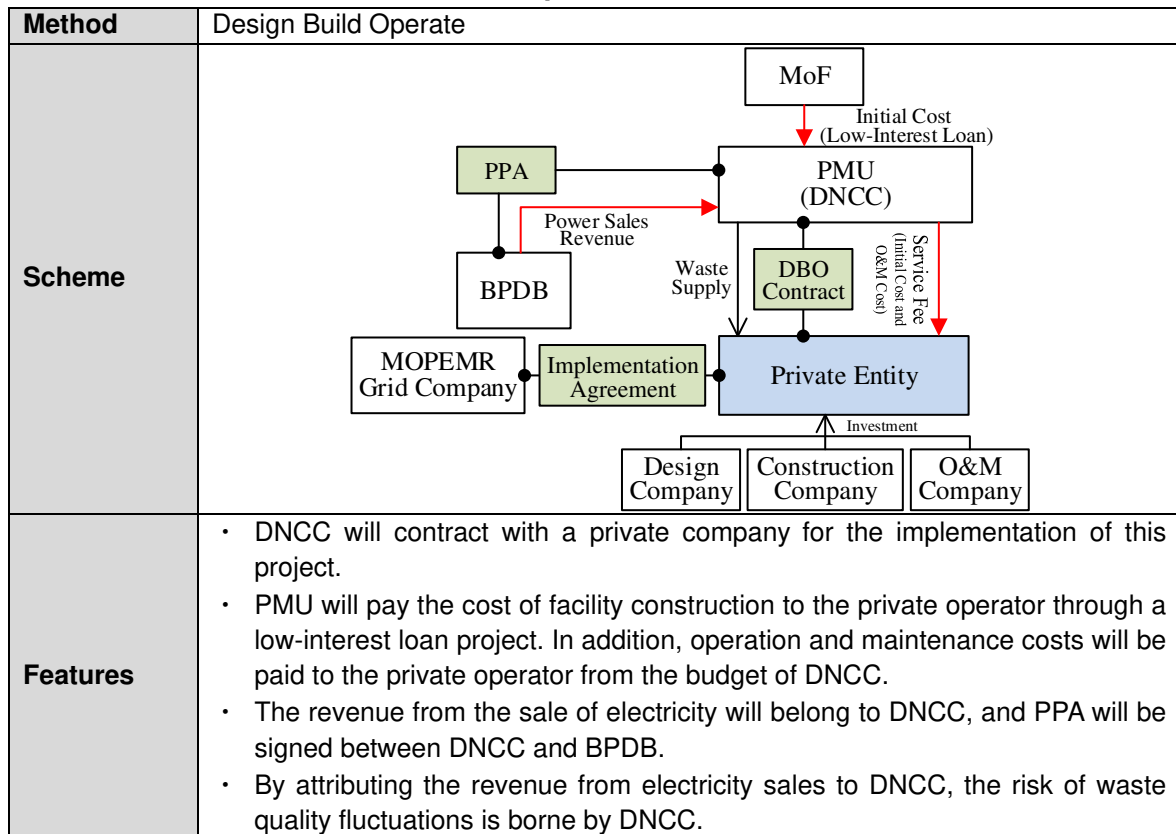 Method
Design Build Operate
Scheme
MoF
Initial Cost
(Low-Interest Loan)
PPA
PMU
(DNCC)
Power Sales
Revenue
BPDB
Waste
Supply
DBO
Contract
Service Fee
(Initial Cost and
O&M Cost)
MOPEMR
Grid Company
Implementation
Agreement
Private Entity
Investment
Design
Company
Construction
Company
O&M
Company
Features
・ DNCC will contract with a private company for the implementation of this
project.
・ PMU will pay the cost of facility construction to the private operator through a
low-interest loan project. In addition, operation and maintenance costs will be
paid to the private operator from the budget of DNCC.
・ The revenue from the sale of electricity will belong to DNCC, and PPA will be
signed between DNCC and BPDB.
・ By attributing the revenue from electricity sales to DNCC, the risk of waste
quality fluctuations is borne by DNCC.